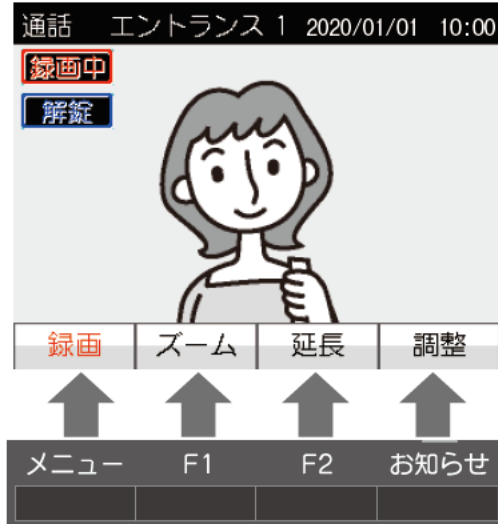 通話 エントランス 1 2020/01/01 10:00
録画中
解錠
録画 ズーム 延長 調整
メニュー F1 F2 お知らせ